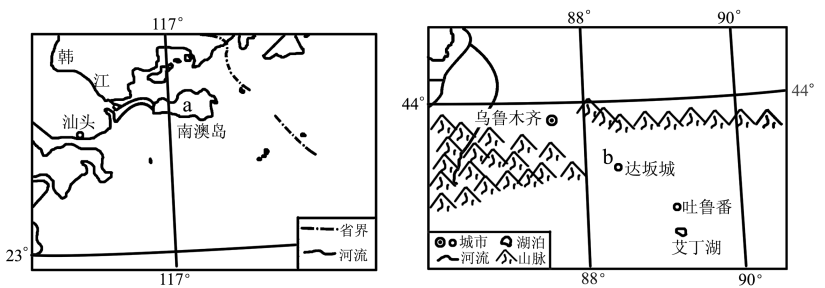 117°
韩
江
a
汕头
南澳岛
23°
省界
河流
117°
88°
90°
44°
44°
乌鲁木齐
b
达坂城
吐鲁番
艾丁湖
城市
湖泊
河流
山脉
88°
90°